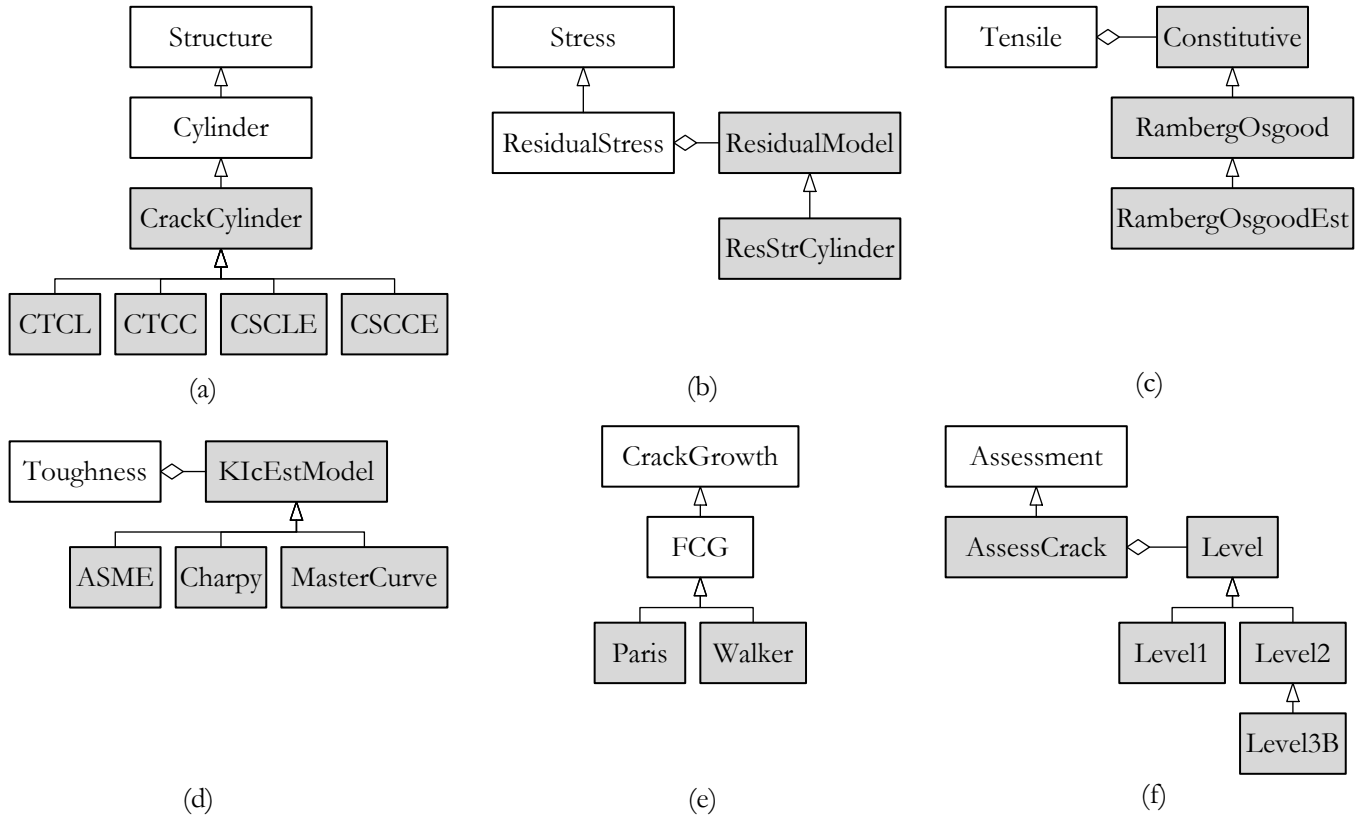 Structure
Cylinder
CrackCylinder
CTCL
CTCC
CSCLE
CSCCE
(a)
Stress
ResidualStress
ResidualModel
ResStrCylinder
(b)
Tensile
Constitutive
RambergOsgood
RambergOsgoodEst
(c)
Toughness
KIcEstModel
ASME
Charpy
MasterCurve
(d)
CrackGrowth
FCG
Paris
Walker
(e)
Assessment
AssessCrack
Level
Level1
Level2
Level3B
(f)